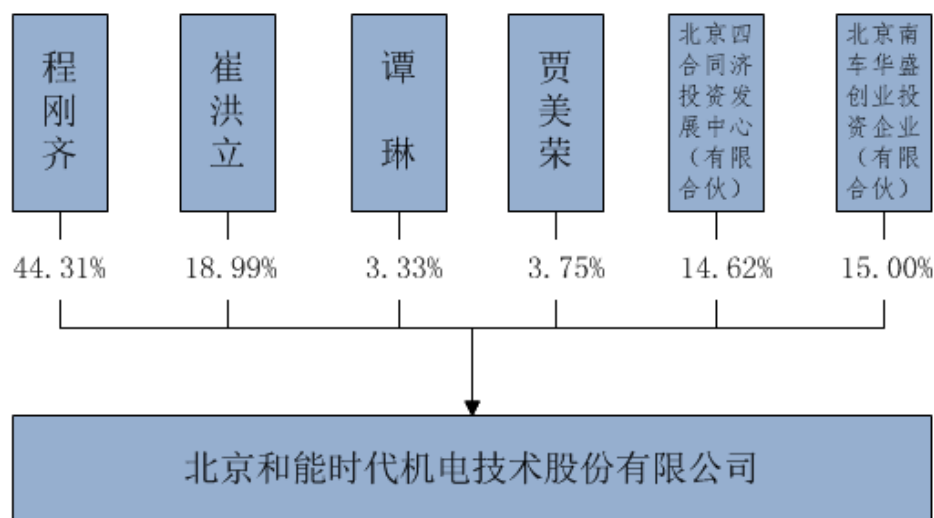 程刚齐
崔洪立
谭琳
贾美荣
北京四
合同济
投资发
展中心
（有限
合伙）
北京南
车华盛
创业投
资企业
（有限
合伙）
44.31%
18.99%
3.33%
3.75%
14.62%
15.00%
北京和能时代机电技术股份有限公司